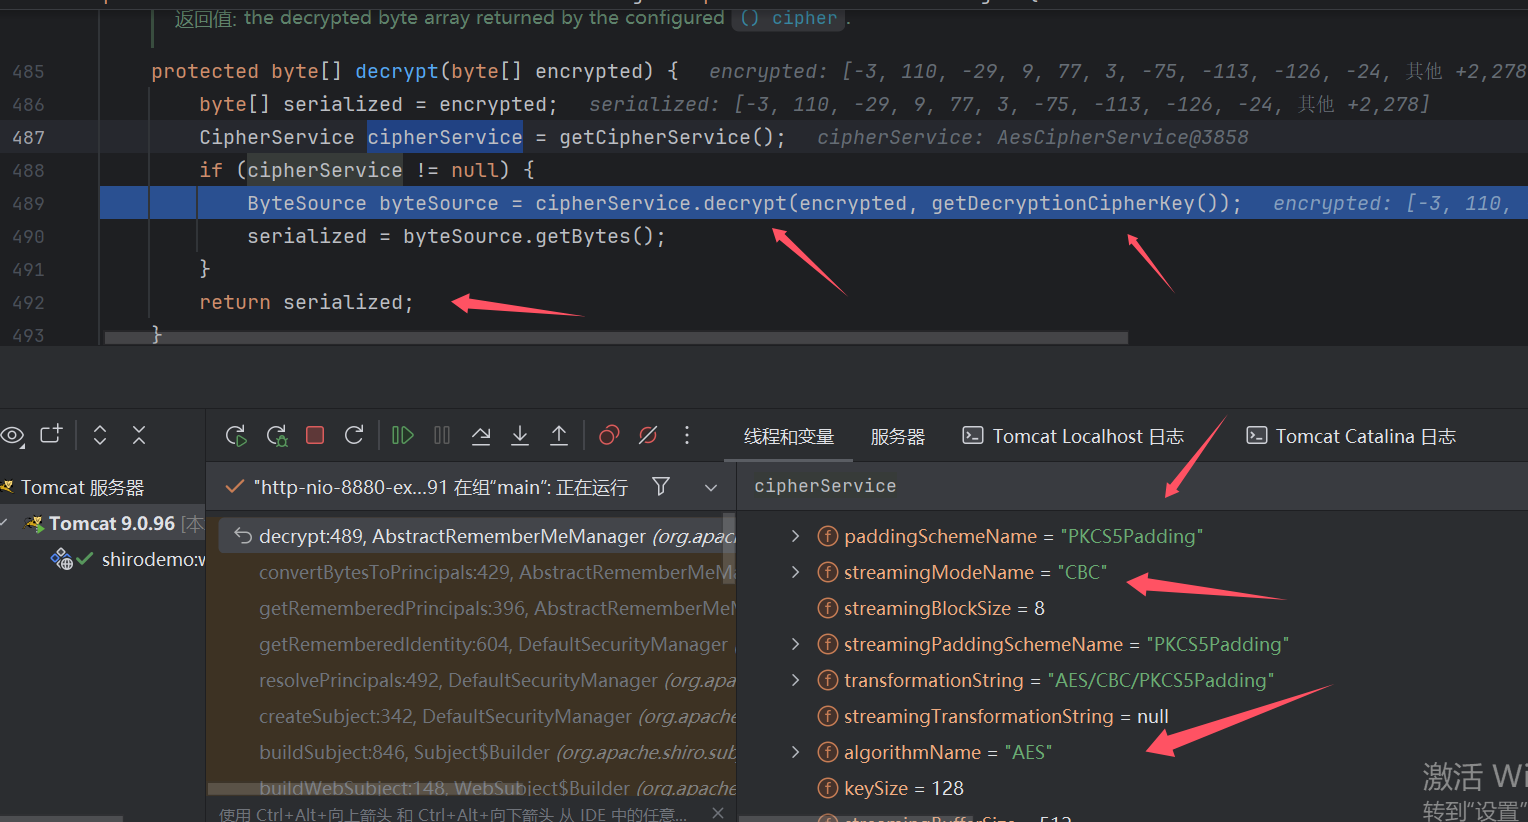 返回值: the decrypted byte array returned by the configured () cipher .
485 protected byte[] decrypt(byte[] encrypted) { encrypted: [-3, 110, -29, 9, 77, 3, -75, -113, -126, -24, 其他 +2,278
486 byte[] serialized = encrypted; serialized: [-3, 110, -29, 9, 77, 3, -75, -113, -126, -24, 其他 +2,278]
487 CipherService cipherService = getCipherService(); cipherService: AesCipherService@3858
488 if (cipherService != null) {
489 ByteSource byteSource = cipherService.decrypt(encrypted, getDecryptionCipherKey()); encrypted: [-3, 110,
490 serialized = byteSource.getBytes();
491 }
492 return serialized;
493 }
线程和变量 服务器 Tomcat Localhost 日志 Tomcat Catalina 日志
Tomcat 服务器
Tomcat 9.0.96 [本
shirodemo:w
"http-nio-8880-ex...91 在组“main”: 正在运行
decrypt:489, AbstractRememberMeManager (org.apac
convertBytesToPrincipals:429, AbstractRememberMeMa
getRememberedPrincipals:396, AbstractRememberMeM
getRememberedIdentity:604, DefaultSecurityManager
resolvePrincipals:492, DefaultSecurityManager (org.apa
createSubject:342, DefaultSecurityManager (org.apache
buildSubject:846, Subject$Builder (org.apache.shiro.sub
buildWebSubject:148, WebSubject$Builder (org.apache
使用 Ctrl+Alt+向上箭头 和 Ctrl+Alt+向下箭头 从 IDE 中的任意...
cipherService
paddingSchemeName = "PKCS5Padding"
streamingModeName = "CBC"
streamingBlockSize = 8
streamingPaddingSchemeName = "PKCS5Padding"
transformationString = "AES/CBC/PKCS5Padding"
streamingTransformationString = null
algorithmName = "AES"
keySize = 128
streamingBufferSize = 512
激活 Wi
转到“设置”